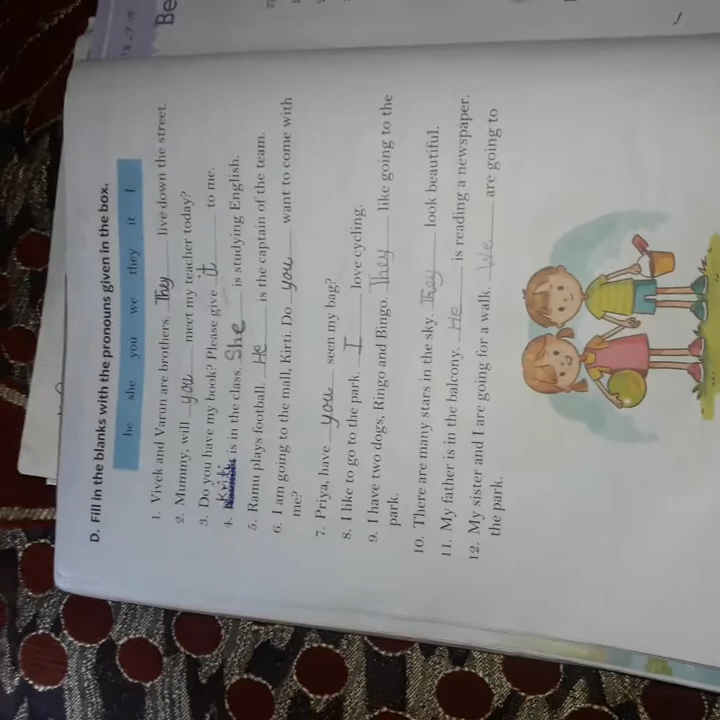 D. Fill in the blanks with the pronouns given in the box.
he she you we they it I
1. Vivek and Varun are brothers. They live down the street.
2. Mummy, will you meet my teacher today?
3. Do you have my book? Please give it to me.
4. Kriti is in the class. She is studying English.
5. Ramu plays football. He is the captain of the team.
6. I am going to the mall, Kirti. Do you want to come with
me?
7. Priya, have you seen my bag?
8. I like to go to the park. I love cycling.
9. I have two dogs, Ringo and Bingo. They like going to the
park.
10. There are many stars in the sky. They look beautiful.
11. My father is in the balcony. He is reading a newspaper.
12. My sister and I are going for a walk. We are going to
the park.
Be